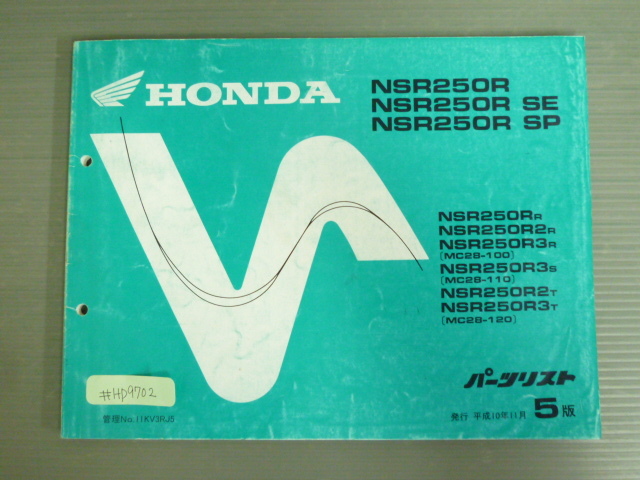 HONDA
NSR250R
NSR250R SE
NSR250R SP
NSR250RR
NSR250R2R
NSR250R3R
(MC28-100)
NSR250R3S
(MC28-110)
NSR250R2T
NSR250R3T
(MC28-120)
パーツリスト
#HD9702
管理No.11KV3RJ5
発行 平成10年11月 5版